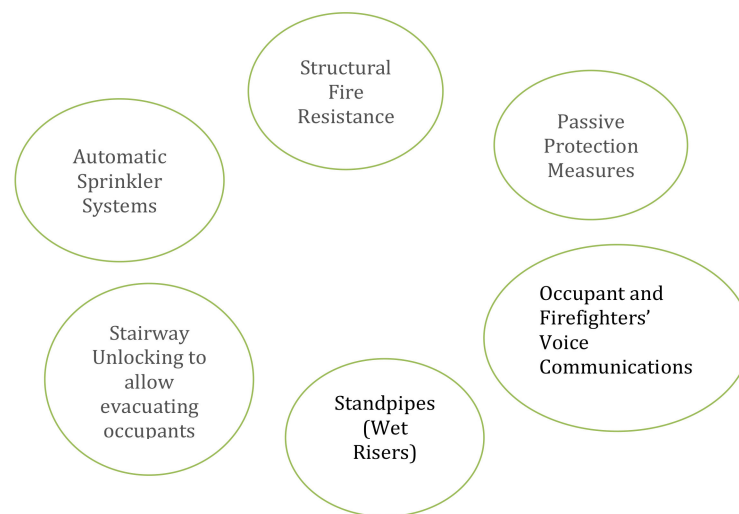 Structural
Fire
Resistance
Passive
Protection
Measures
Automatic
Sprinkler
Systems
Occupant and
Firefighters’
Voice
Communications
Stairway
Unlocking to
allow
evacuating
occupants
Standpipes
(Wet
Risers)